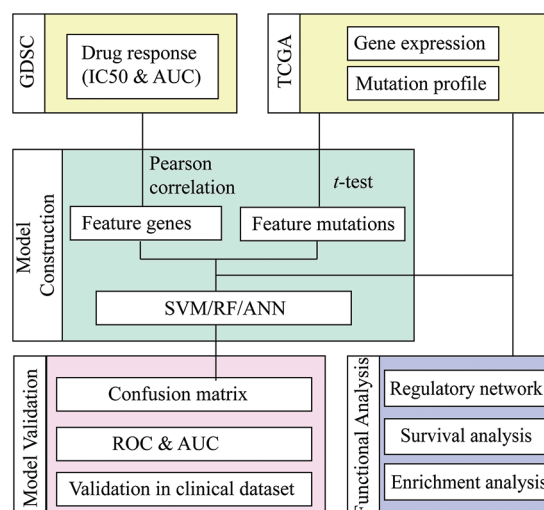 GDSC
Drug response
(IC50 & AUC)
TCGA
Gene expression
Mutation profile
Model
Construction
Pearson
correlation
t-test
Feature genes
Feature mutations
SVM/RF/ANN
Model Validation
Confusion matrix
ROC & AUC
Validation in clinical dataset
Functional Analysis
Regulatory network
Survival analysis
Enrichment analysis